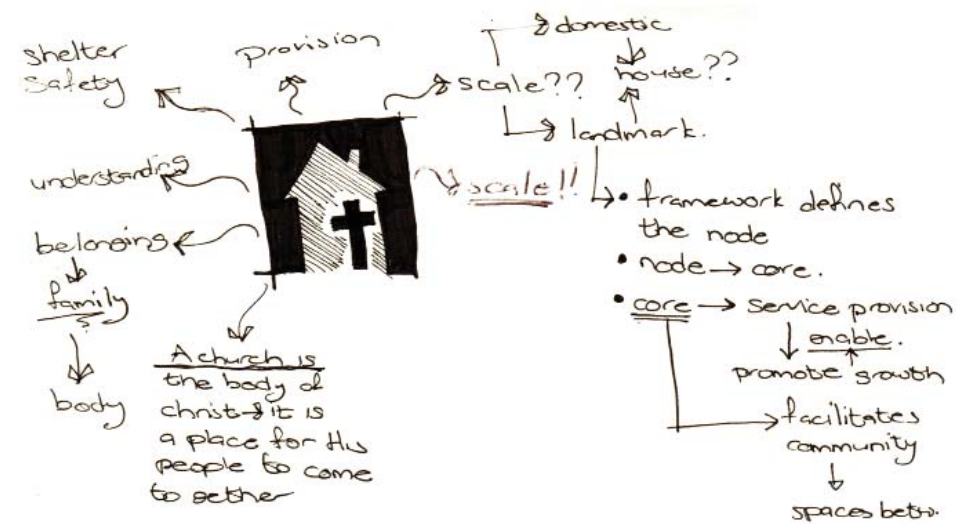 shelter
safety
provision
understanding
belonging
family
body
A church is
the body of
christ → it is
a place for His
people to come
together
scale??
domestic
house??
landmark.
scale!!
• framework defines
the node
• node → core.
• core → service provision
enable.
promote growth
facilitates
community
spaces betw.